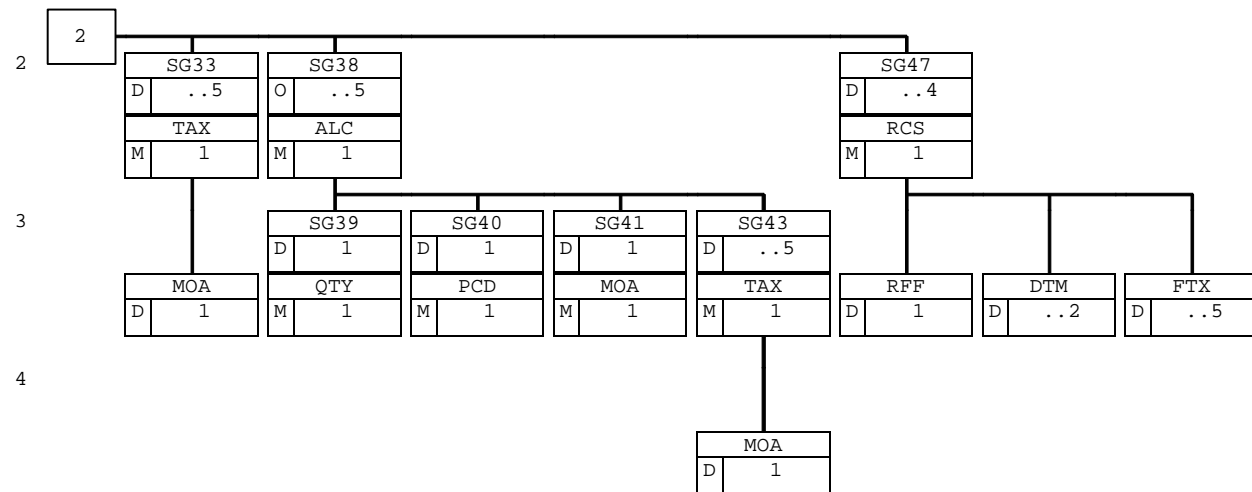 2
2
SG33 SG38 SG47
D ..5 O ..5 D ..4
TAX ALC RCS
M 1 M 1 M 1
3
SG39 SG40 SG41 SG43
D 1 D 1 D 1 D ..5
MOA QTY PCD MOA TAX RFF DTM FTX
D 1 M 1 M 1 M 1 M 1 D 1 D ..2 D ..5
4
MOA
D 1